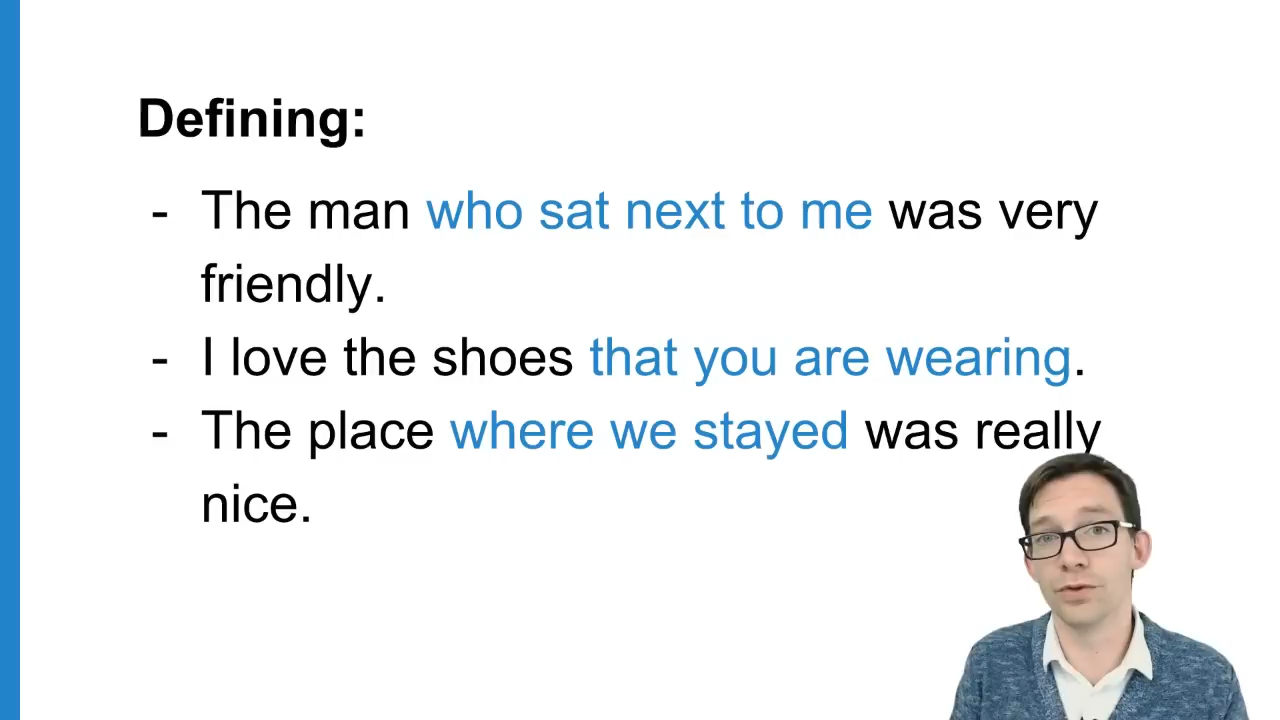 Defining:
- The man who sat next to me was very
friendly.
- I love the shoes that you are wearing.
- The place where we stayed was really
nice.